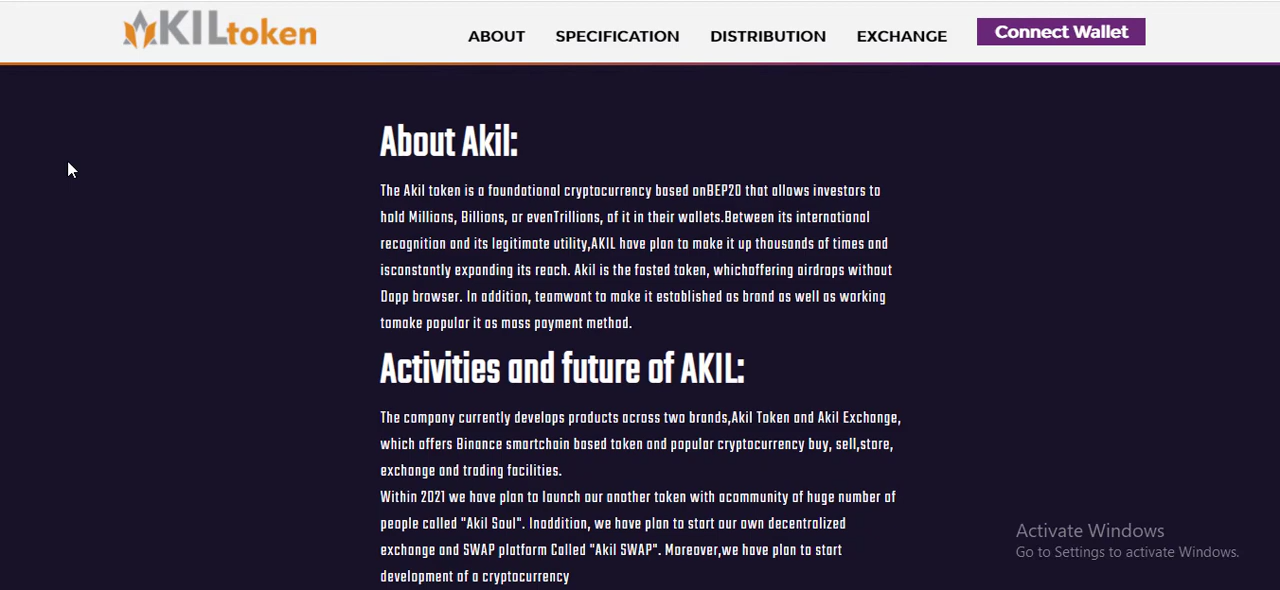 AKILtoken
ABOUT SPECIFICATION DISTRIBUTION EXCHANGE Connect Wallet
About Akil:
The Akil token is a foundational cryptocurrency based onBEP20 that allows investors to
hold Millions, Billions, or evenTrillions, of it in their wallets.Between its international
recognition and its legitimate utility,AKIL have plan to make it up thousands of times and
isconstantly expanding its reach. Akil is the fasted token, whichoffering airdrops without
Dapp browser. In addition, teamwant to make it established as brand as well as working
tomake popular it as mass payment method.
Activities and future of AKIL:
The company currently develops products across two brands,Akil Token and Akil Exchange,
which offers Binance smartchain based token and popular cryptocurrency buy, sell,store,
exchange and trading facilities.
Within 2021 we have plan to launch our another token with acommunity of huge number of
people called "Akil Soul". Inaddition, we have plan to start our own decentralized
exchange and SWAP platform Called "Akil SWAP". Moreover,we have plan to start
development of a cryptocurrency
Activate Windows
Go to Settings to activate Windows.